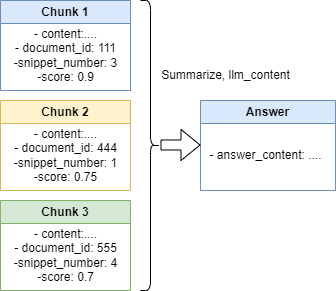 Chunk 1
- content:....
- document_id: 111
-snippet_number: 3
-score: 0.9
Summarize, llm_content
Chunk 2
- content:....
- document_id: 444
-snippet_number: 1
-score: 0.75
Answer
- answer_content: ....
Chunk 3
- content:....
- document_id: 555
-snippet_number: 4
-score: 0.7